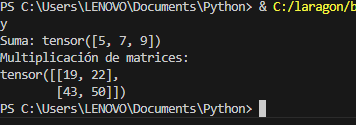 PS C:\Users\LENOVO\Documents\Python> & C:/laragon/b
y
Suma: tensor([5, 7, 9])
Multiplicación de matrices:
tensor([[19, 22],
        [43, 50]])
PS C:\Users\LENOVO\Documents\Python>